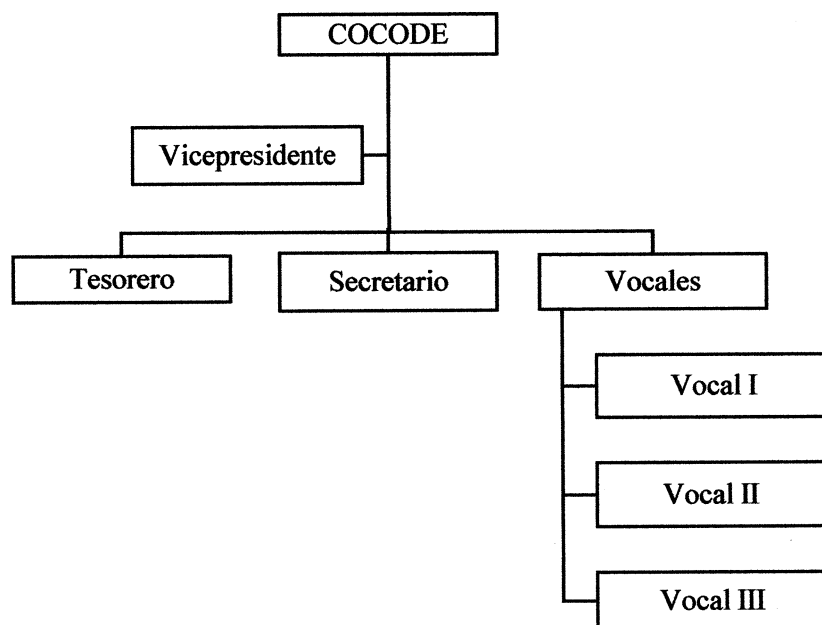 COCODE
Vicepresidente
Tesorero
Secretario
Vocales
Vocal I
Vocal II
Vocal III